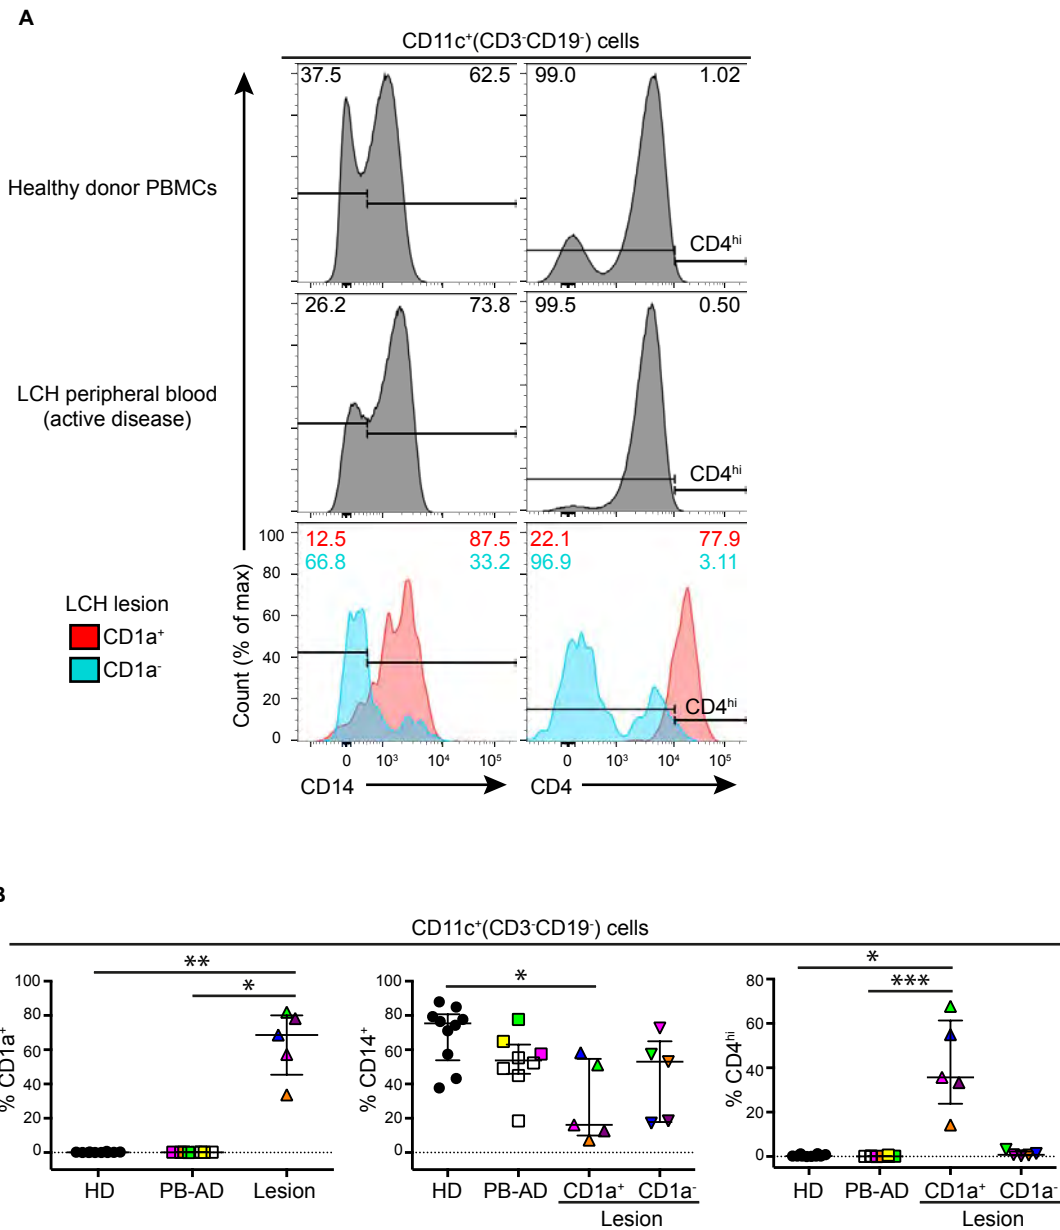 A
CD11c⁺(CD3⁻CD19⁻) cells
37.5 62.5 99.0 1.02
Healthy donor PBMCs
CD4ʰⁱ
26.2 73.8 99.5 0.50
LCH peripheral blood
(active disease)
CD4ʰⁱ
12.5 87.5 22.1 77.9
66.8 33.2 96.9 3.11
LCH lesion
CD1a⁺
CD1a⁻
Count (% of max)
100
80
60
40
20
0
CD4ʰⁱ
0 10³ 10⁴ 10⁵ 0 10³ 10⁴ 10⁵
CD14 CD4
B
CD11c⁺(CD3⁻CD19⁻) cells
% CD1a⁺
100
80
60
40
20
0
**
*
HD PB-AD Lesion
% CD14⁺
100
80
60
40
20
0
*
HD PB-AD CD1a⁺ CD1a⁻
Lesion
% CD4ʰⁱ
80
60
40
20
0
*
***
HD PB-AD CD1a⁺ CD1a⁻
Lesion